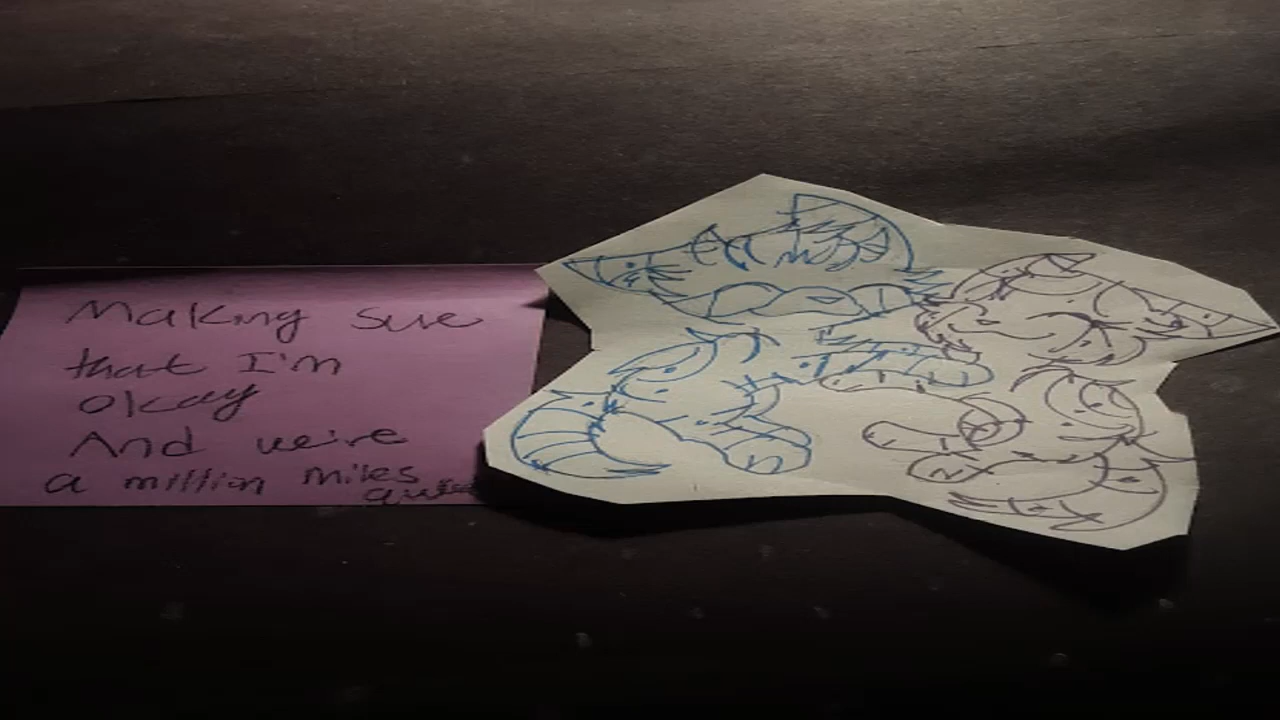 Making sure
that I'm
okay
And we're
a million miles